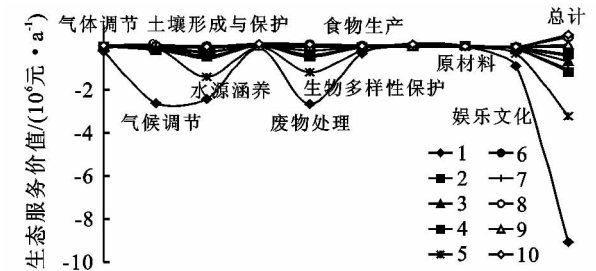 气体调节 土壤形成与保护 食物生产 总计
水源涵养 生物多样性保护 原材料
气候调节 废物处理 娱乐文化
生态服务价值/(10⁶元·a⁻¹)
-2
-4
-6
-8
-10
1 6
2 7
3 8
4 9
5 10